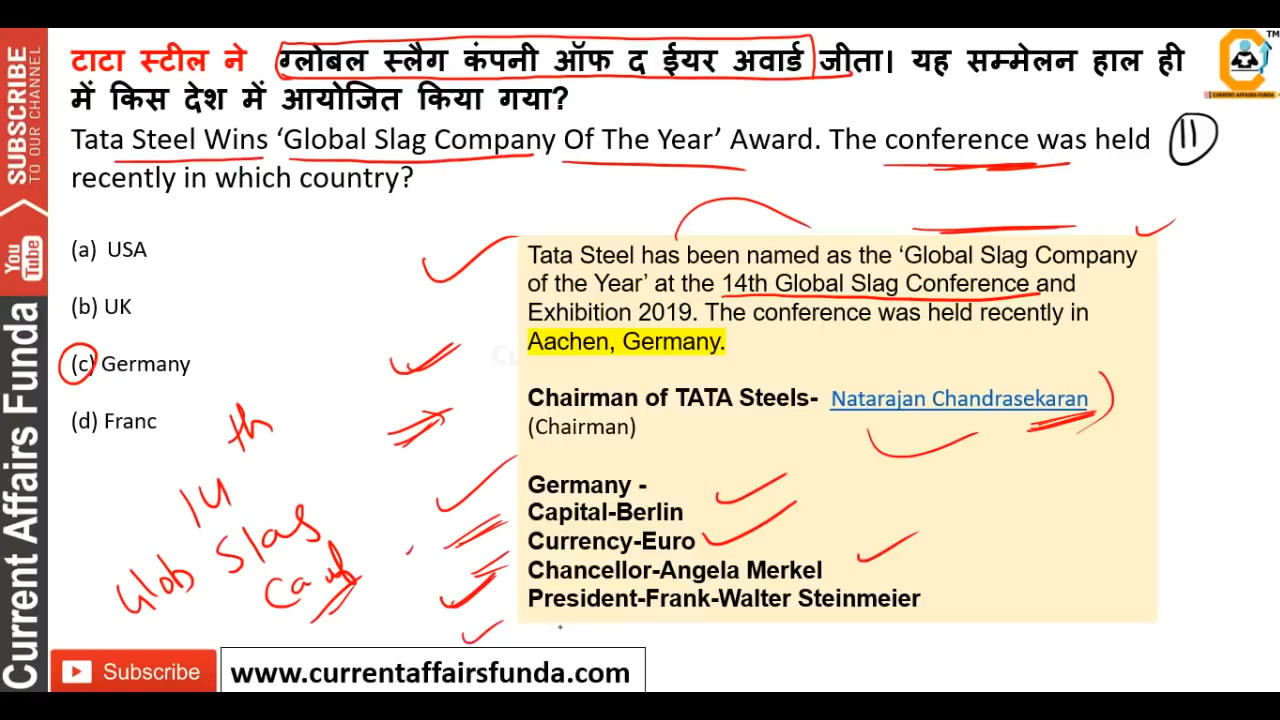 टाटा स्टील ने ग्लोबल स्लैग कंपनी ऑफ द ईयर अवार्ड जीता। यह सम्मेलन हाल ही
में किस देश में आयोजित किया गया?
Tata Steel Wins ‘Global Slag Company Of The Year’ Award. The conference was held
recently in which country?
11
TM
CURRENT-AFFAIRS-FUNDA
(a) USA
(b) UK
(c) Germany
(d) Franc
Tata Steel has been named as the ‘Global Slag Company
of the Year’ at the 14th Global Slag Conference and
Exhibition 2019. The conference was held recently in
Aachen, Germany.
Chairman of TATA Steels- Natarajan Chandrasekaran
(Chairman)
Germany -
Capital-Berlin
Currency-Euro
Chancellor-Angela Merkel
President-Frank-Walter Steinmeier
14 th
Glob Slag
SUBSCRIBE
TO OUR CHANNEL
You Tube
Current Affairs Funda
Subscribe
www.currentaffairsfunda.com